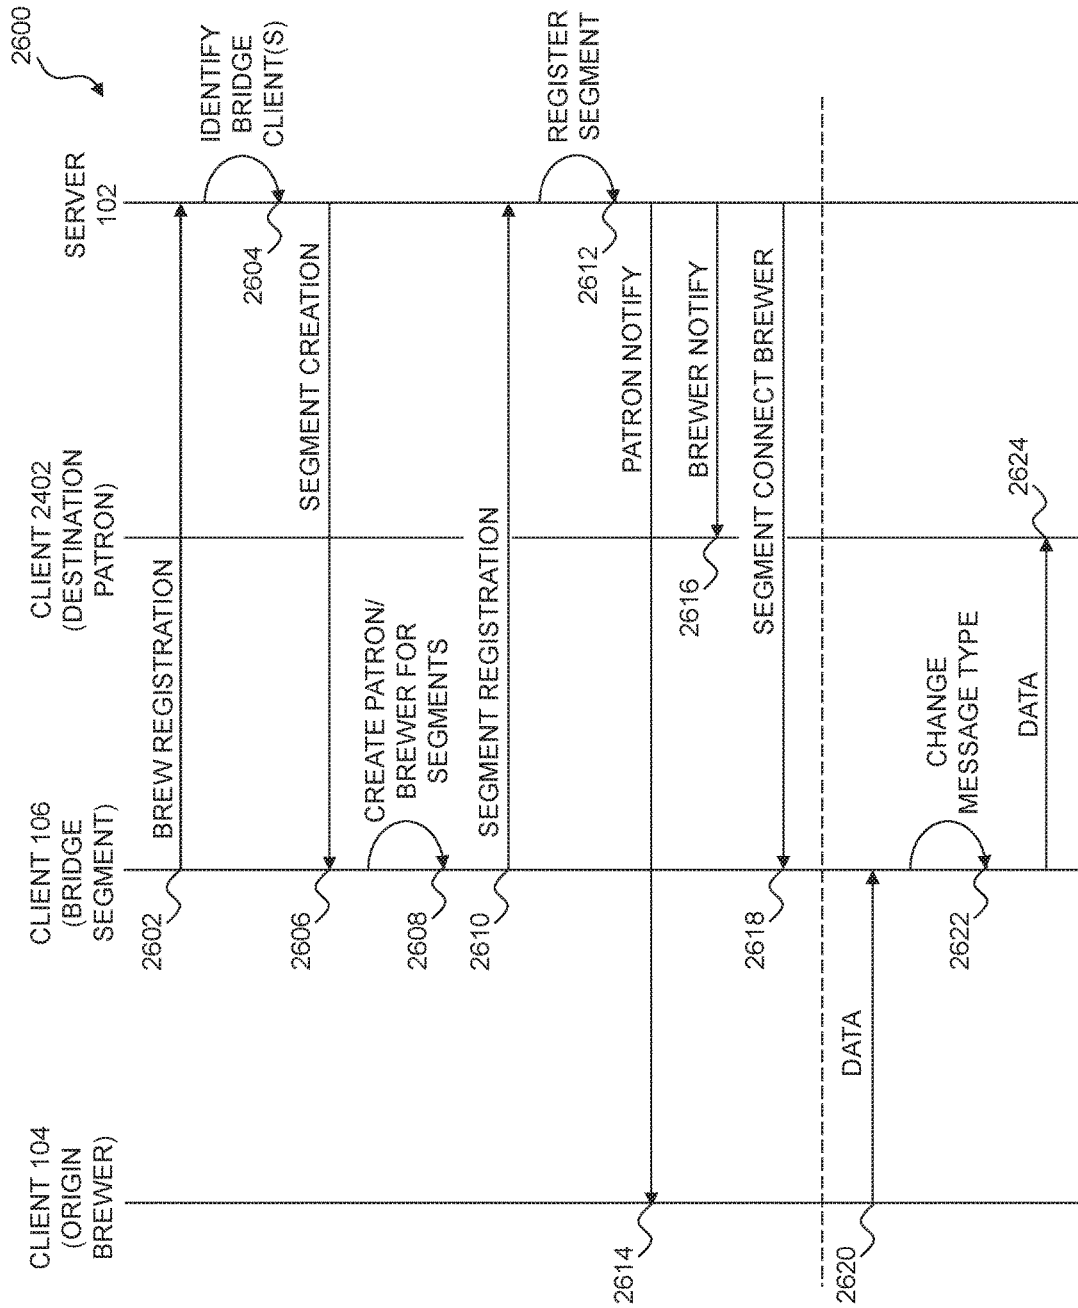 2600
CLIENT 104
(ORIGIN
BREWER)
CLIENT 106
(BRIDGE
SEGMENT)
CLIENT 2402
(DESTINATION
PATRON)
SERVER
102
2602
BREW REGISTRATION
IDENTIFY
BRIDGE
CLIENT(S)
2604
2606
SEGMENT CREATION
CREATE PATRON/
BREWER FOR
SEGMENTS
2608
2610
SEGMENT REGISTRATION
REGISTER
SEGMENT
2612
2614
PATRON NOTIFY
2616
BREWER NOTIFY
2618
SEGMENT CONNECT BREWER
2620
DATA
CHANGE
MESSAGE TYPE
2622
DATA
2624